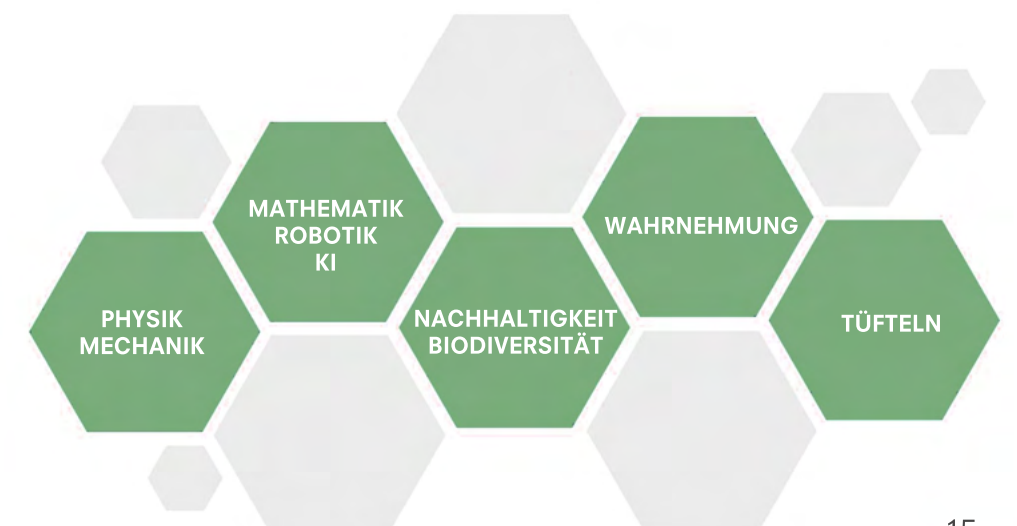 PHYSIK
MECHANIK
MATHEMATIK
ROBOTIK
KI
NACHHALTIGKEIT
BIODIVERSITÄT
WAHRNEHMUNG
TÜFTELN
15